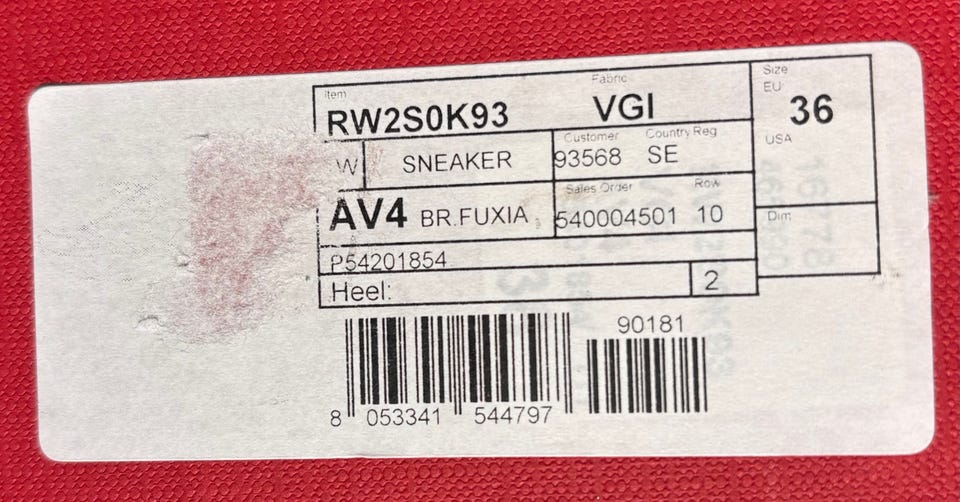 Item Fabric Size
RW2S0K93 VGI EU 36
W SNEAKER Customer Country Reg USA
93568 SE
AV4 BR.FUXIA Sales Order Row Dim
540004501 10
P54201854
Heel: 2
90181
8 053341 544797